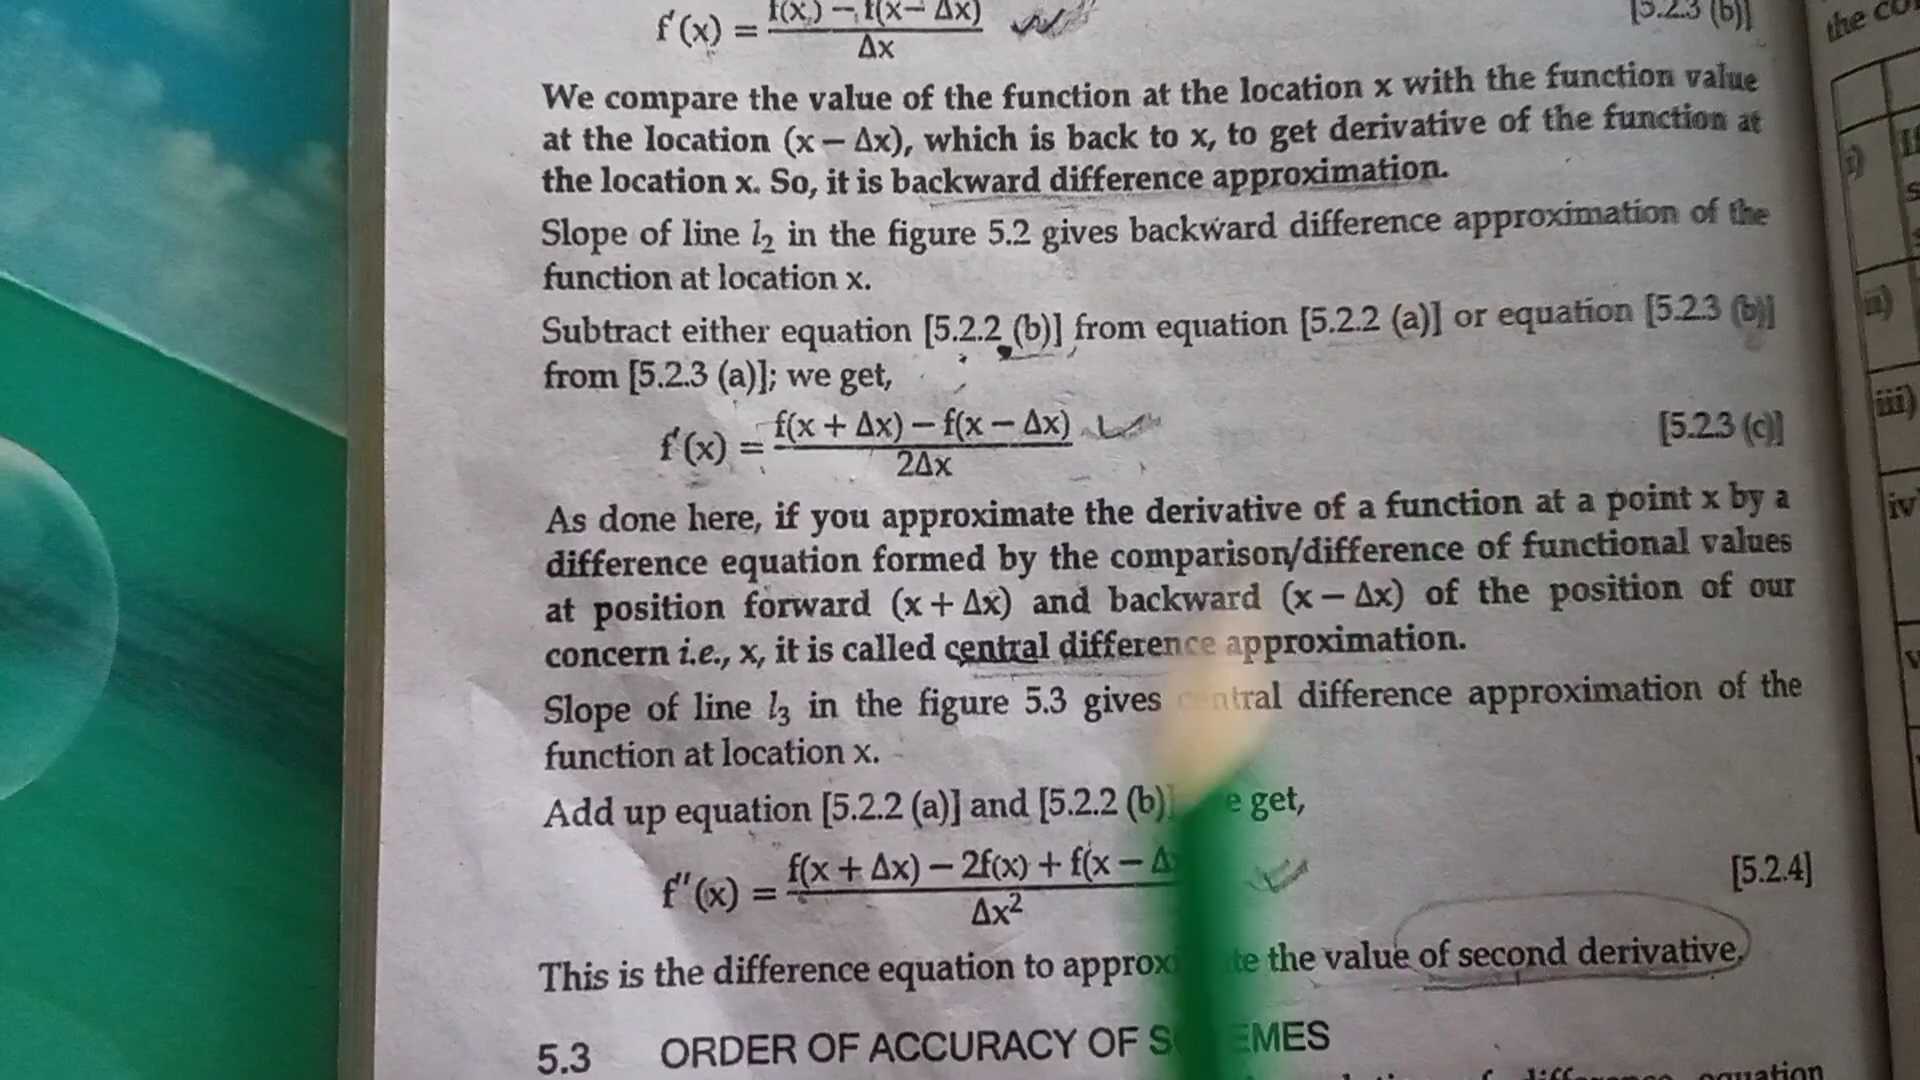 f'(x) = f(x) − f(x − Δx) / Δx [5.2.3 (b)]
We compare the value of the function at the location x with the function value
at the location (x − Δx), which is back to x, to get derivative of the function at
the location x. So, it is backward difference approximation.
Slope of line l₂ in the figure 5.2 gives backward difference approximation of the
function at location x.
Subtract either equation [5.2.2 (b)] from equation [5.2.2 (a)] or equation [5.2.3 (b)]
from [5.2.3 (a)]; we get,
f'(x) = f(x + Δx) − f(x − Δx) / 2Δx [5.2.3 (c)]
As done here, if you approximate the derivative of a function at a point x by a
difference equation formed by the comparison/difference of functional values
at position forward (x + Δx) and backward (x − Δx) of the position of our
concern i.e., x, it is called central difference approximation.
Slope of line l₃ in the figure 5.3 gives central difference approximation of the
function at location x.
Add up equation [5.2.2 (a)] and [5.2.2 (b)] get,
f''(x) = f(x + Δx) − 2f(x) + f(x − Δ / Δx² [5.2.4]
This is the difference equation to the value of second derivative.
5.3 ORDER OF ACCURACY OF
difference equation
the
i)
ii)
iii)
iv